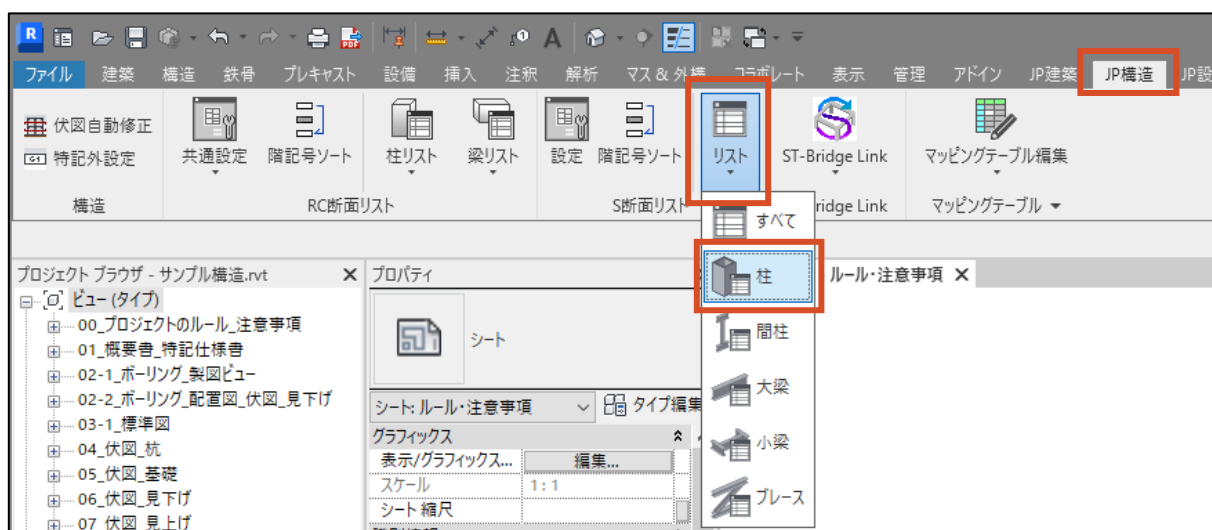 R
PDF
A
ファイル 建築 構造 鉄骨 プレキャスト 設備 挿入 注釈 解析 マス & 外構 コラボレート 表示 管理 アドイン JP建築 JP構造 JP設
伏図自動修正
G1 特記外設定
共通設定 階記号ソート 柱リスト 梁リスト 設定 階記号ソート リスト ST-Bridge Link マッピングテーブル編集
構造 RC断面リスト S断面リスト ridge Link マッピングテーブル
すべて
柱
間柱
大梁
小梁
ブレース
プロジェクト ブラウザ - サンプル構造.rvt
ビュー (タイプ)
00_プロジェクトのルール_注意事項
01_概要書_特記仕様書
02-1_ボーリング_製図ビュー
02-2_ボーリング_配置図_伏図_見下げ
03-1_標準図
04_伏図_杭
05_伏図_基礎
06_伏図_見下げ
07_伏図_見上げ
プロパティ
シート
シート: ルール・注意事項 タイプ編集
グラフィックス
表示/グラフィックス... 編集...
スケール 1 : 1
シート 縮尺
ルール・注意事項